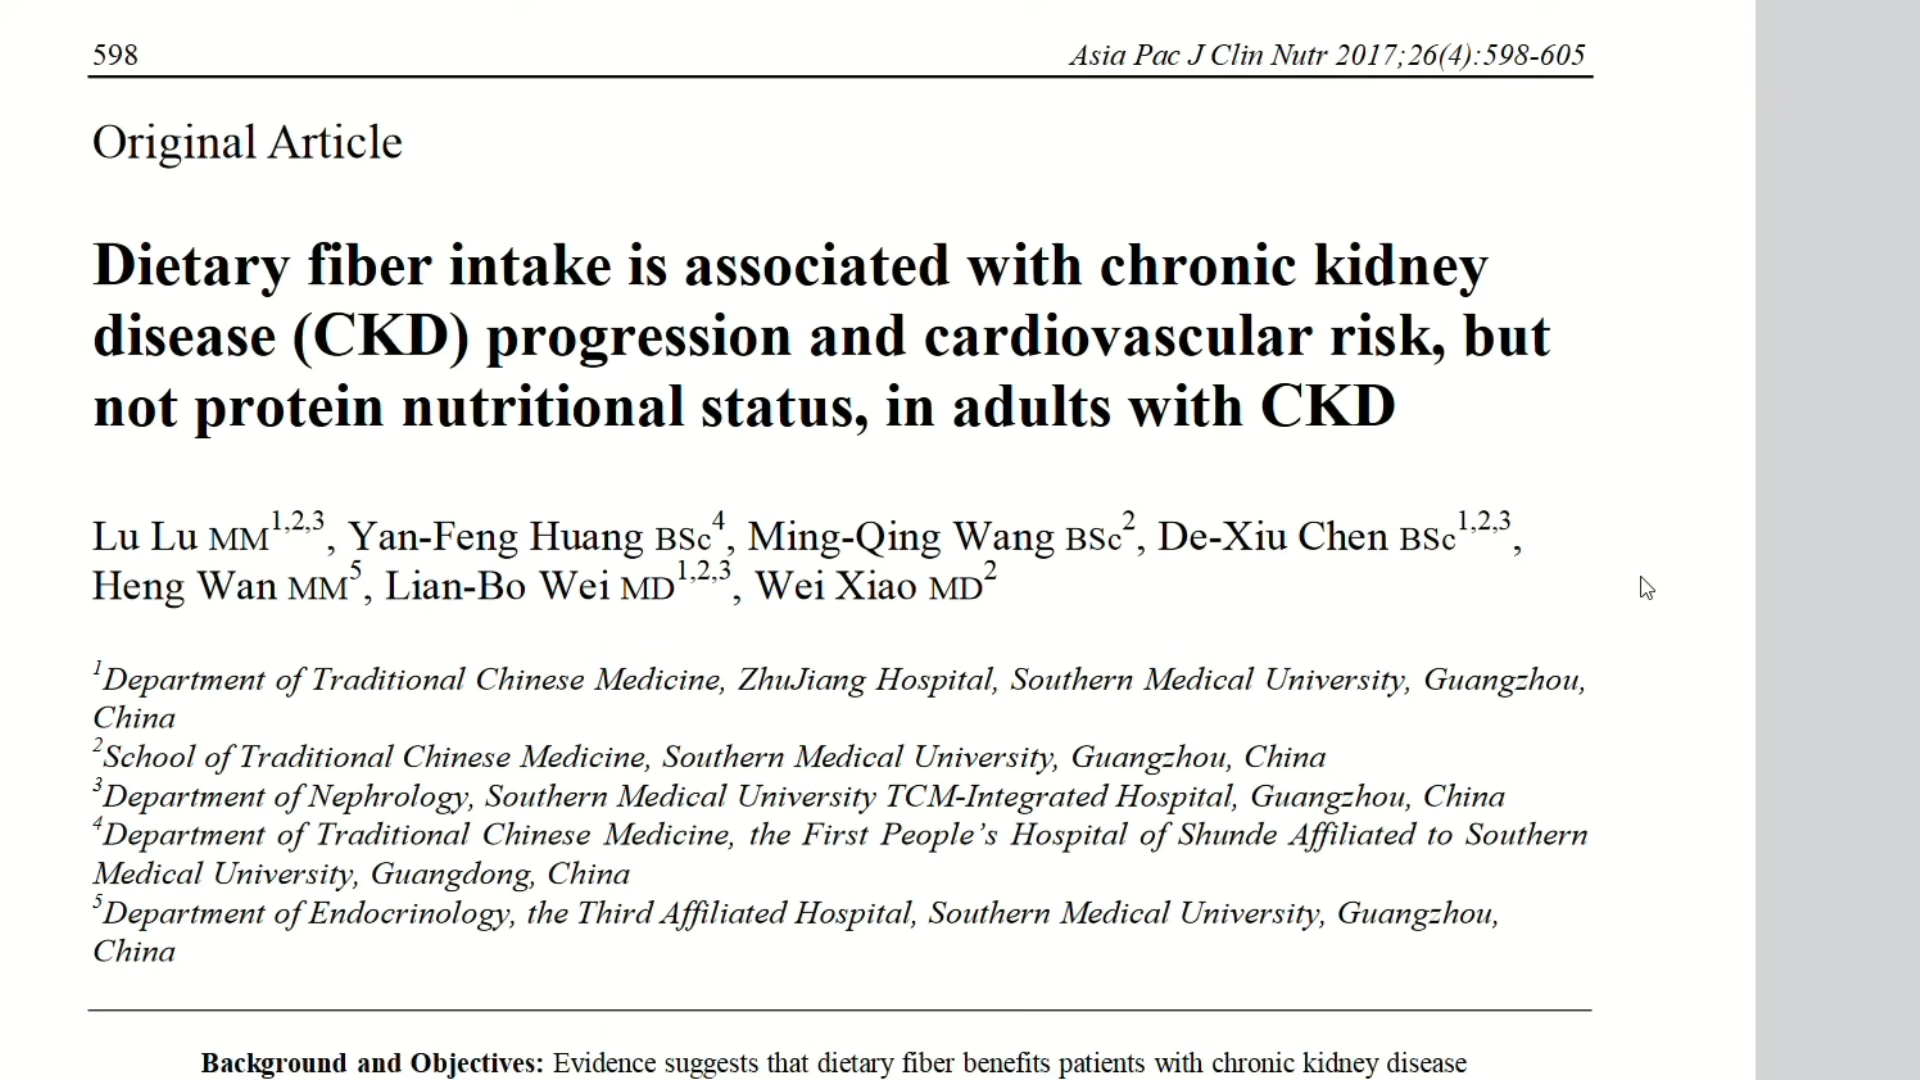 598
Asia Pac J Clin Nutr 2017;26(4):598-605
Original Article
Dietary fiber intake is associated with chronic kidney
disease (CKD) progression and cardiovascular risk, but
not protein nutritional status, in adults with CKD
Lu Lu MM1,2,3, Yan-Feng Huang BSc4, Ming-Qing Wang BSc2, De-Xiu Chen BSc1,2,3,
Heng Wan MM5, Lian-Bo Wei MD1,2,3, Wei Xiao MD2
1Department of Traditional Chinese Medicine, ZhuJiang Hospital, Southern Medical University, Guangzhou,
China
2School of Traditional Chinese Medicine, Southern Medical University, Guangzhou, China
3Department of Nephrology, Southern Medical University TCM-Integrated Hospital, Guangzhou, China
4Department of Traditional Chinese Medicine, the First People’s Hospital of Shunde Affiliated to Southern
Medical University, Guangdong, China
5Department of Endocrinology, the Third Affiliated Hospital, Southern Medical University, Guangzhou,
China
Background and Objectives: Evidence suggests that dietary fiber benefits patients with chronic kidney disease